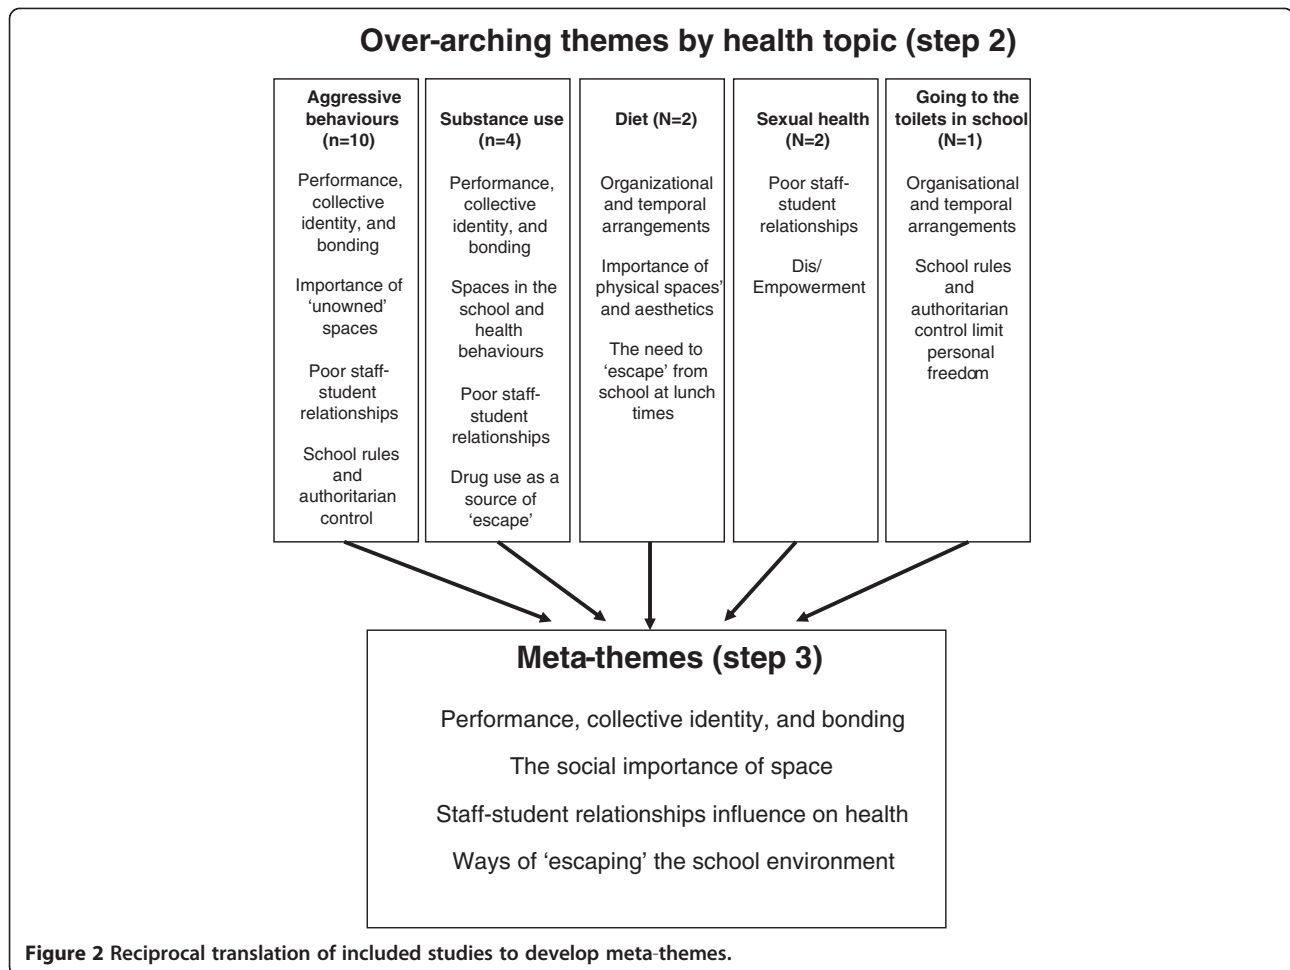 Over-arching themes by health topic (step 2)
Aggressive
behaviours
(n=10)
Performance,
collective
identity, and
bonding
Importance of
‘unowned’
spaces
Poor staff-
student
relationships
School rules
and
authoritarian
control
Substance use
(n=4)
Performance,
collective
identity, and
bonding
Spaces in the
school and
health
behaviours
Poor staff-
student
relationships
Drug use as a
source of
‘escape’
Diet (N=2)
Organizational
and temporal
arrangements
Importance of
physical spaces’
and aesthetics
The need to
‘escape’ from
school at lunch
times
Sexual health
(N=2)
Poor staff-
student
relationships
Dis/
Empowerment
Going to the
toilets in school
(N=1)
Organisational
and temporal
arrangements
School rules
and
authoritarian
control limit
personal
freedom
Meta-themes (step 3)
Performance, collective identity, and bonding
The social importance of space
Staff-student relationships influence on health
Ways of ‘escaping’ the school environment
Figure 2 Reciprocal translation of included studies to develop meta-themes.